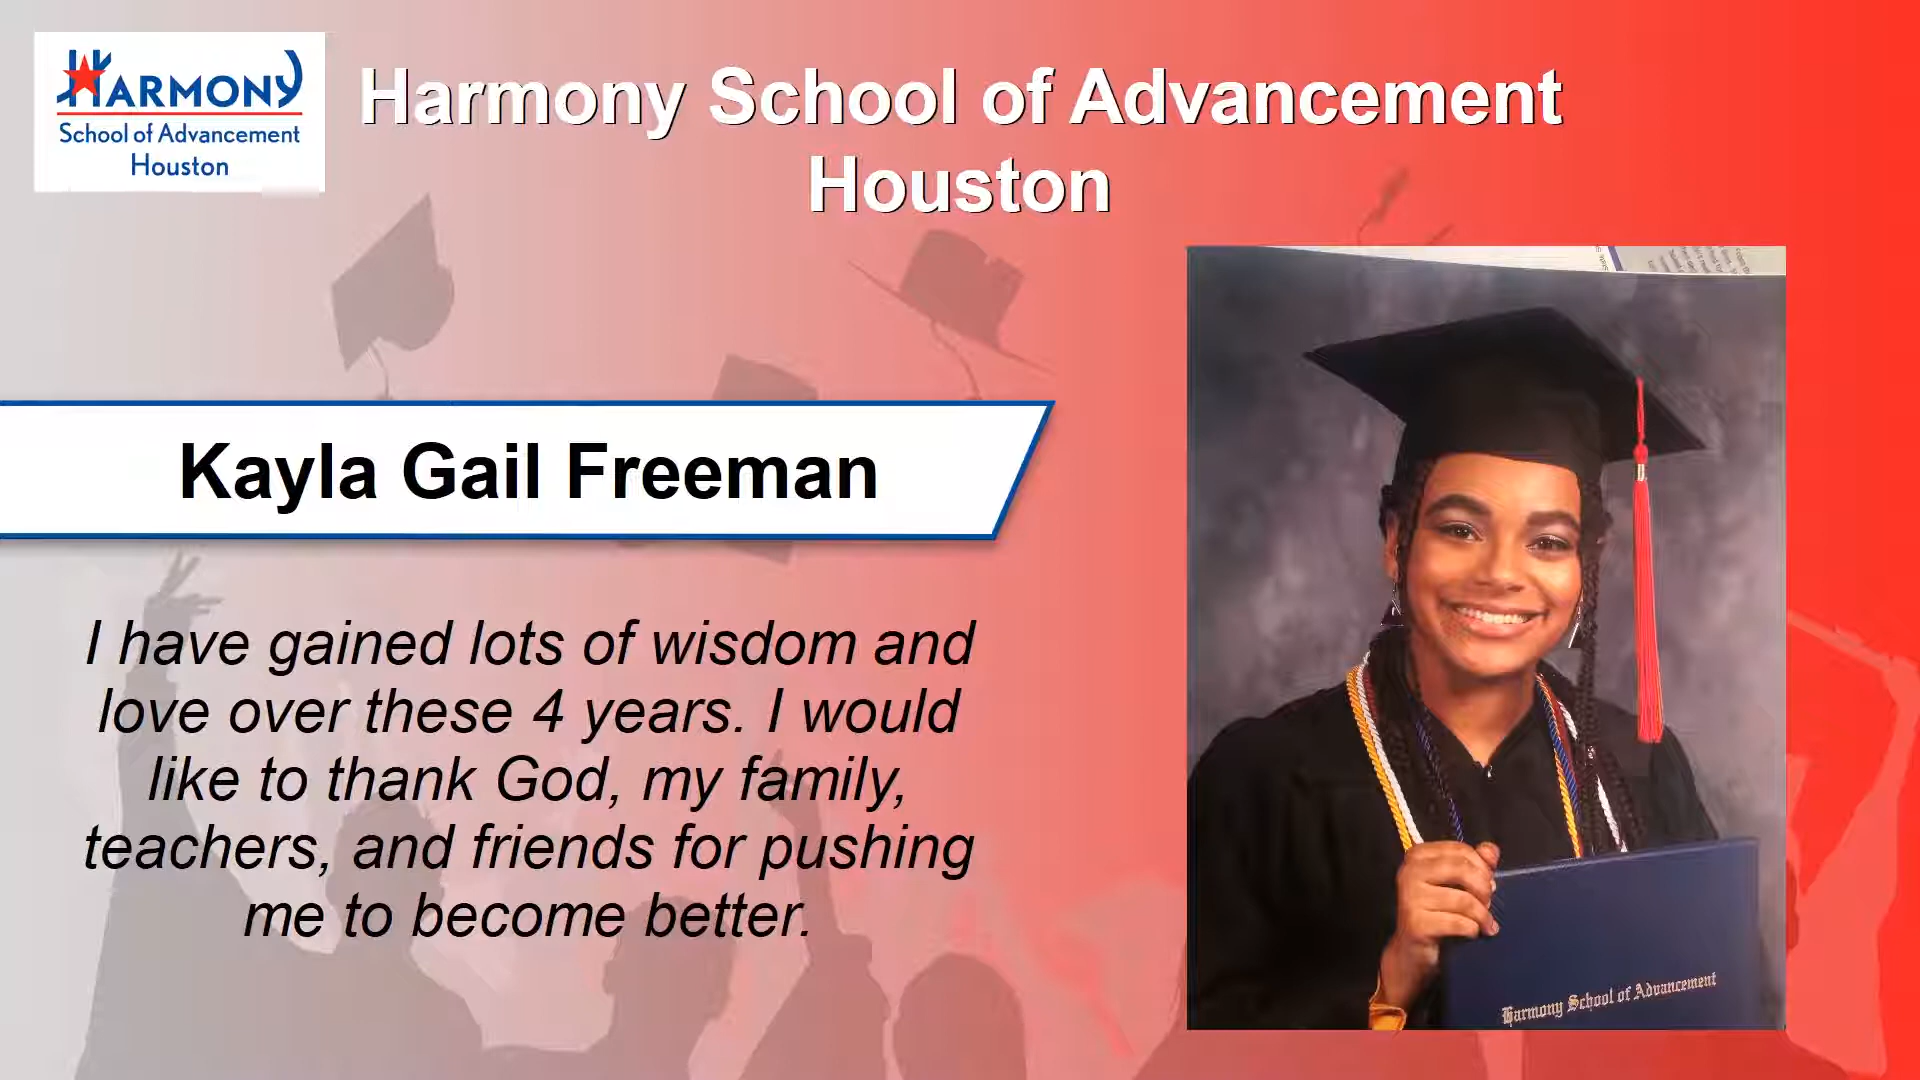 HARMONY
School of Advancement
Houston
Harmony School of Advancement
Houston
Kayla Gail Freeman
I have gained lots of wisdom and
love over these 4 years. I would
like to thank God, my family,
teachers, and friends for pushing
me to become better.
Harmony School of Advancement